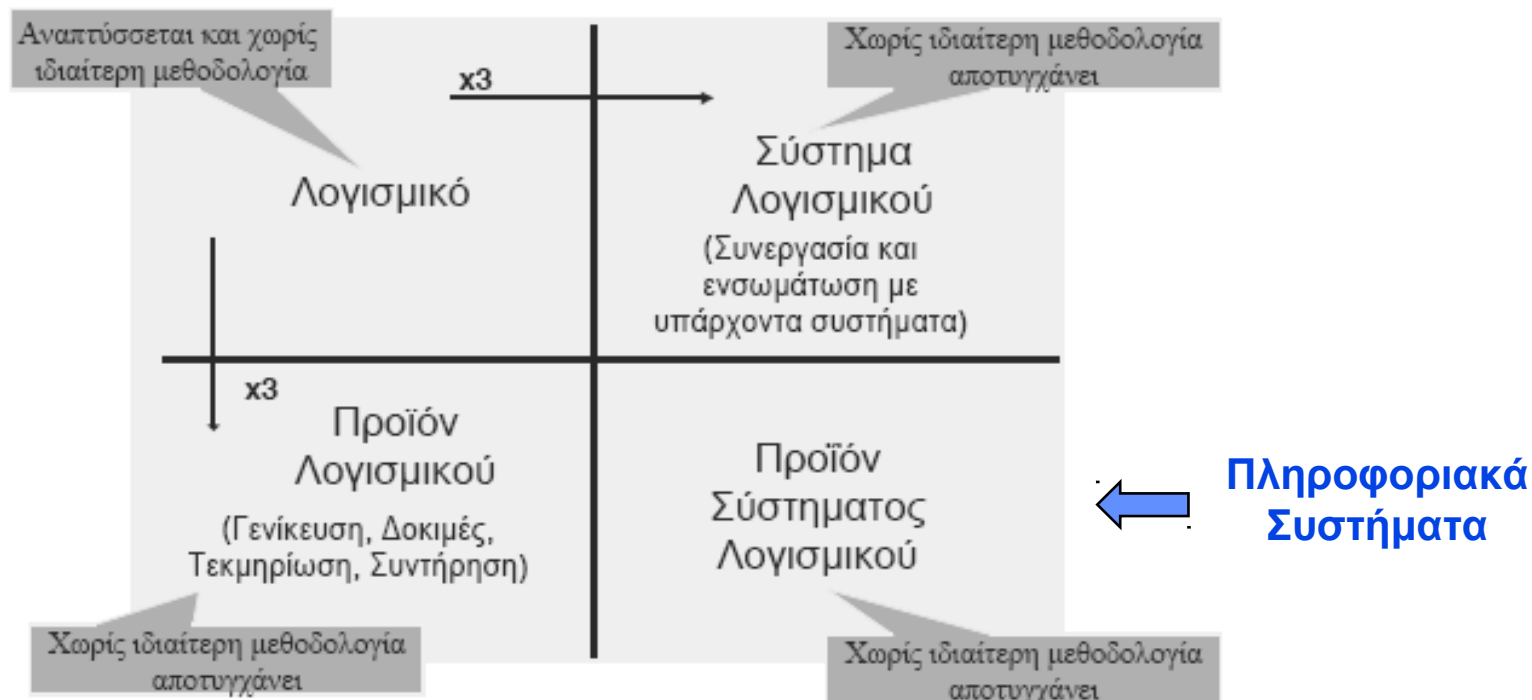 Αναπτύσσεται και χωρίς
ιδιαίτερη μεθοδολογία
Χωρίς ιδιαίτερη μεθοδολογία
αποτυγχάνει
x3
Λογισμικό
Σύστημα
Λογισμικού
(Συνεργασία και
ενσωμάτωση με
υπάρχοντα συστήματα)
x3
Προϊόν
Λογισμικού
(Γενίκευση, Δοκιμές,
Τεκμηρίωση, Συντήρηση)
Προϊόν
Σύστηματος
Λογισμικού
Πληροφοριακά
Συστήματα
Χωρίς ιδιαίτερη μεθοδολογία
αποτυγχάνει
Χωρίς ιδιαίτερη μεθοδολογία
αποτυγχάνει